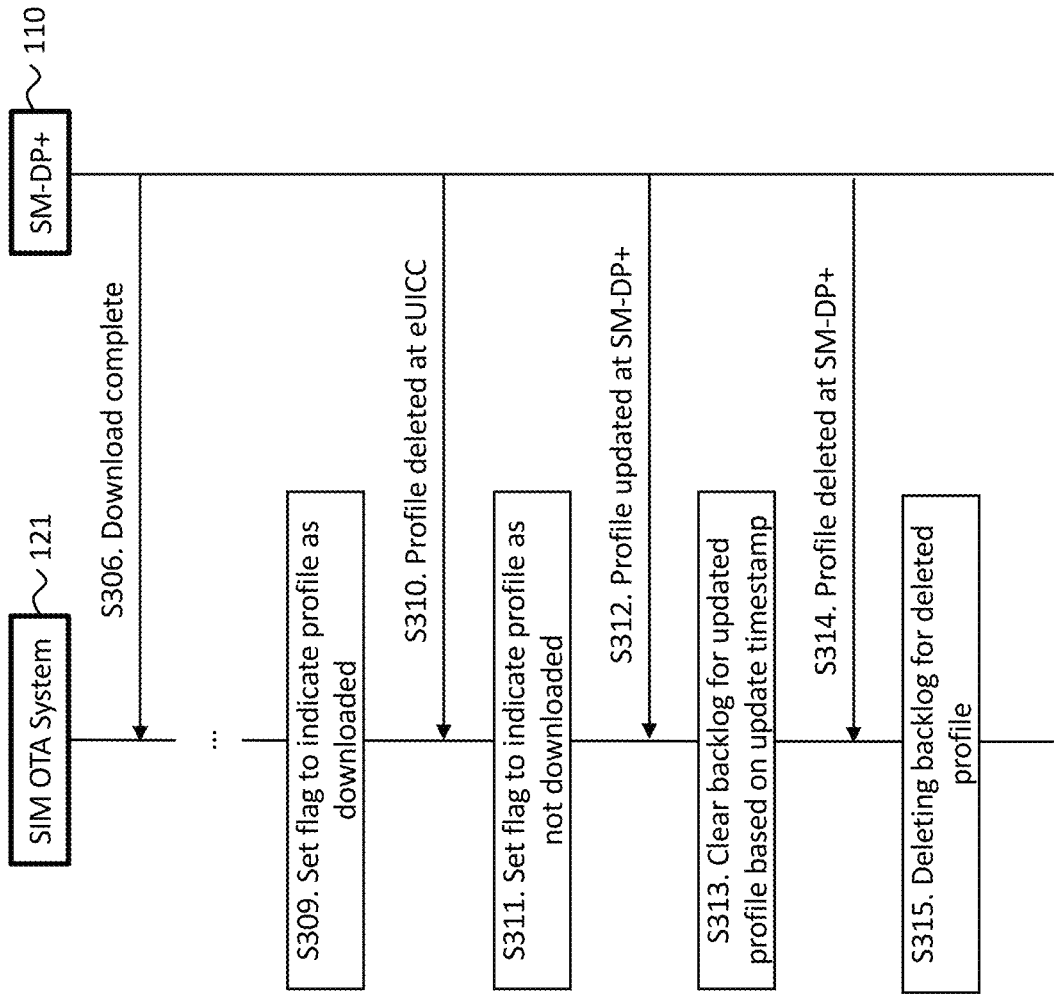 SIM OTA System
121
SM-DP+
110
S306. Download complete
...
S309. Set flag to indicate profile as
downloaded
S310. Profile deleted at eUICC
S311. Set flag to indicate profile as
not downloaded
S312. Profile updated at SM-DP+
S313. Clear backlog for updated
profile based on update timestamp
S314. Profile deleted at SM-DP+
S315. Deleting backlog for deleted
profile